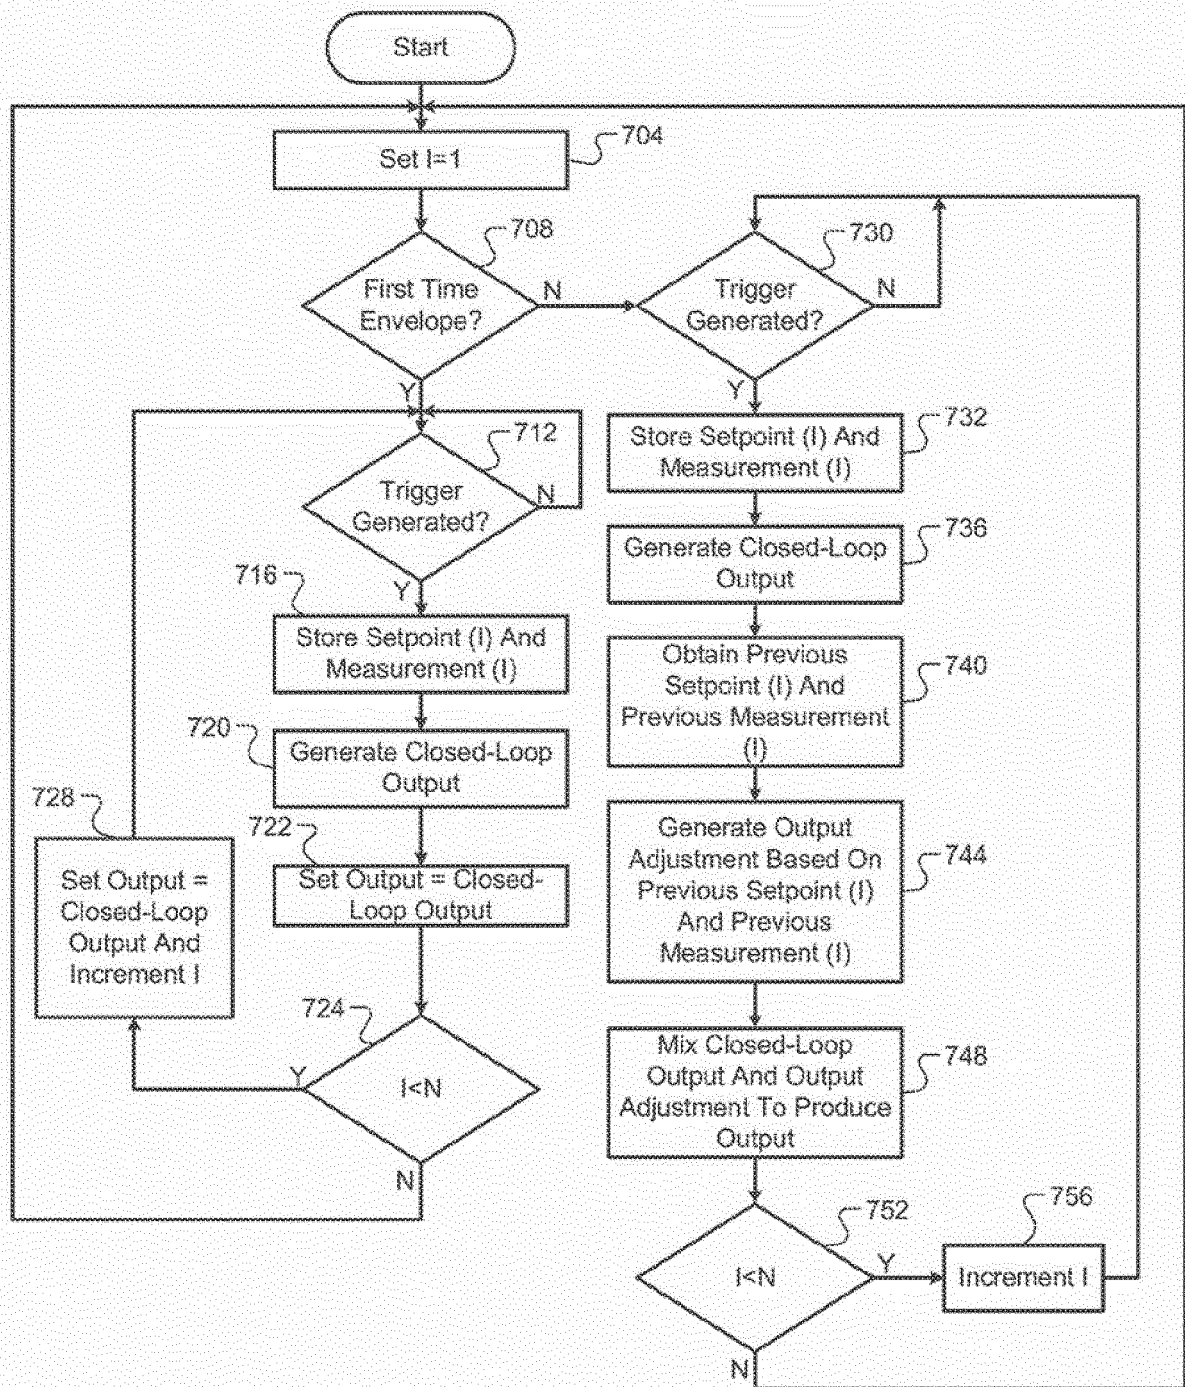 Start
Set I=1
704
First Time
Envelope?
708
N
Y
Trigger
Generated?
730
N
Y
Trigger
Generated?
712
N
Y
Store Setpoint (I) And
Measurement (I)
732
Generate Closed-Loop
Output
736
716
Store Setpoint (I) And
Measurement (I)
Obtain Previous
Setpoint (I) And
Previous Measurement
(I)
740
720
Generate Closed-Loop
Output
728
Set Output =
Closed-Loop
Output And
Increment I
722
Set Output = Closed-
Loop Output
Generate Output
Adjustment Based On
Previous Setpoint (I)
And Previous
Measurement (I)
744
724
I<N
Y
N
Mix Closed-Loop
Output And Output
Adjustment To Produce
Output
748
I<N
752
Y
N
Increment I
756